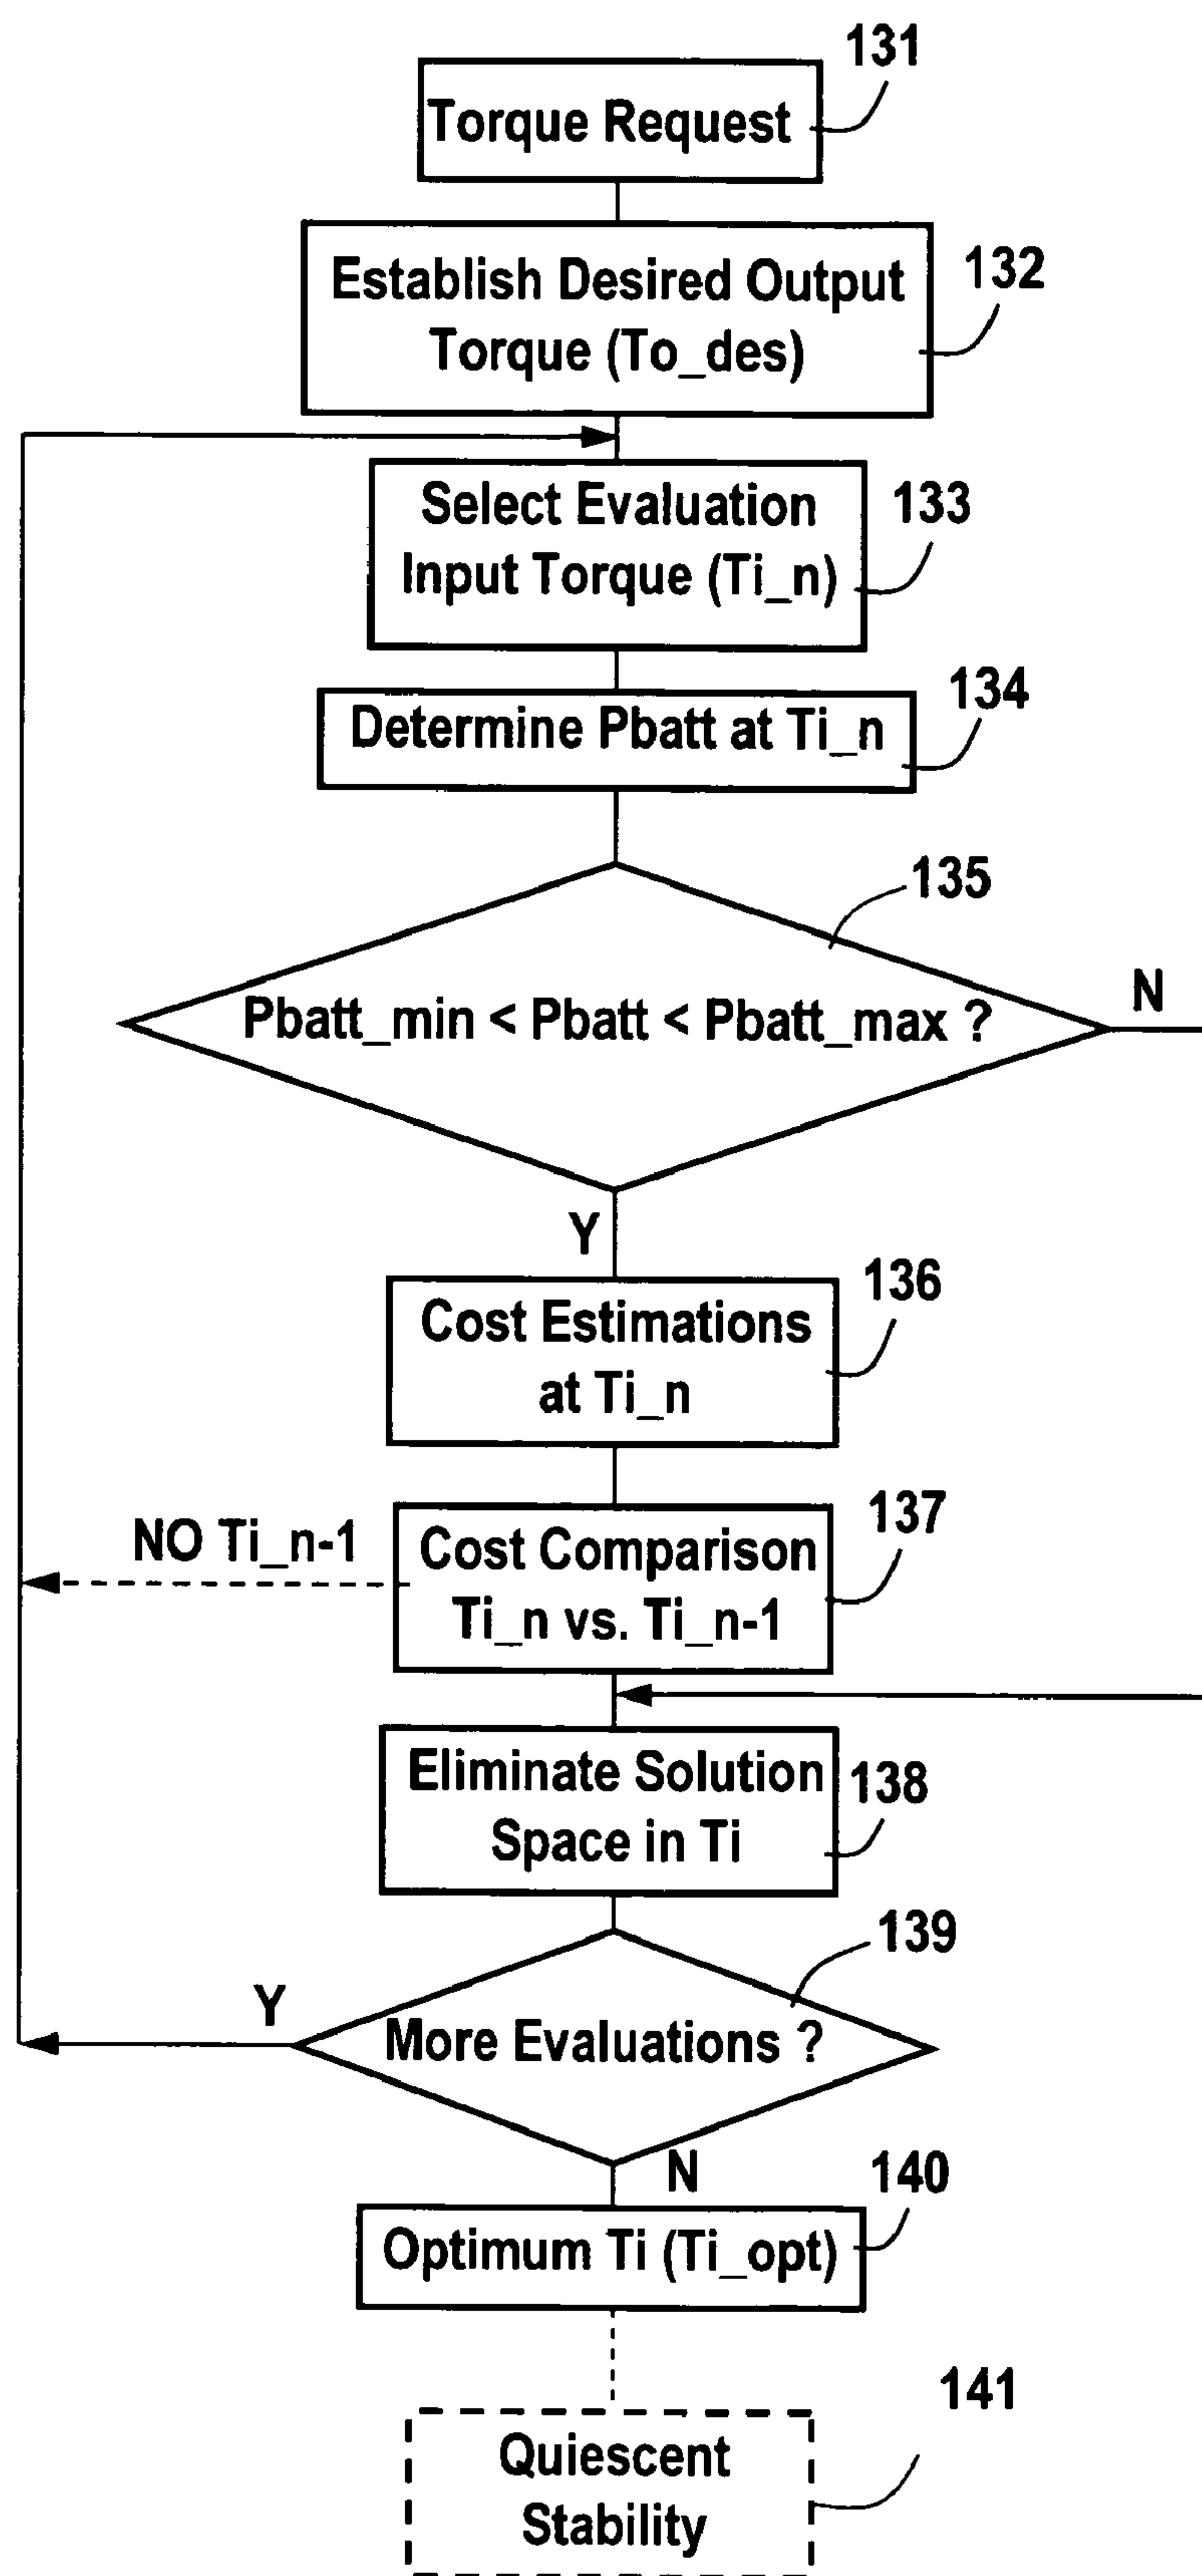 131
Torque Request
132
Establish Desired Output
Torque (To_des)
133
Select Evaluation
Input Torque (Ti_n)
134
Determine Pbatt at Ti_n
135
N
Pbatt_min < Pbatt < Pbatt_max ?
Y
136
Cost Estimations
at Ti_n
137
NO Ti_n-1
Cost Comparison
Ti_n vs. Ti_n-1
138
Eliminate Solution
Space in Ti
139
Y
More Evaluations ?
N
140
Optimum Ti (Ti_opt)
141
Quiescent
Stability